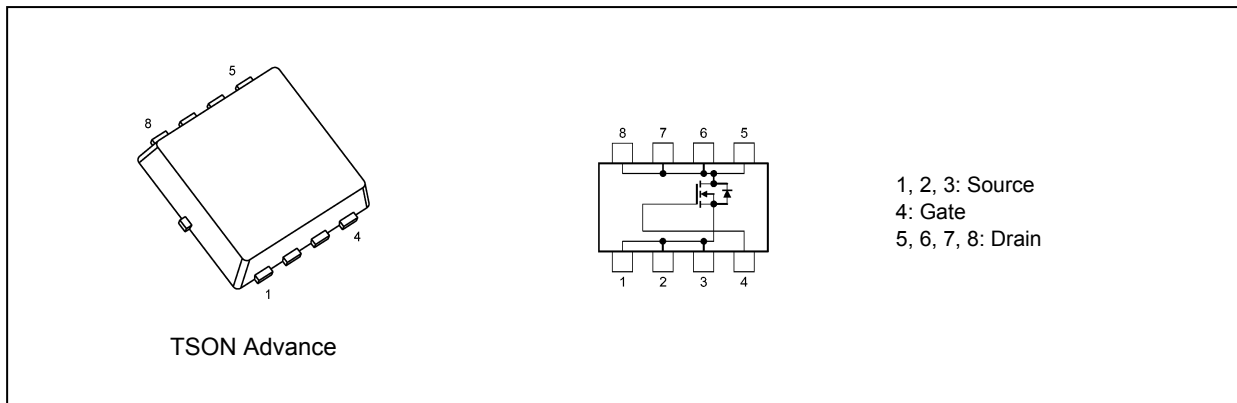 5
8
4
1
TSON Advance
8 7 6 5
1 2 3 4
1, 2, 3: Source
4: Gate
5, 6, 7, 8: Drain